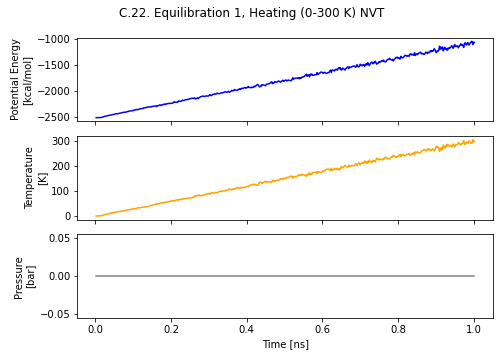 C.22. Equilibration 1, Heating (0-300 K) NVT
Potential Energy
[kcal/mol]
−1000
−1500
−2000
−2500
Temperature
[K]
300
200
100
0
Pressure
[bar]
0.05
0.00
−0.05
0.0 0.2 0.4 0.6 0.8 1.0
Time [ns]